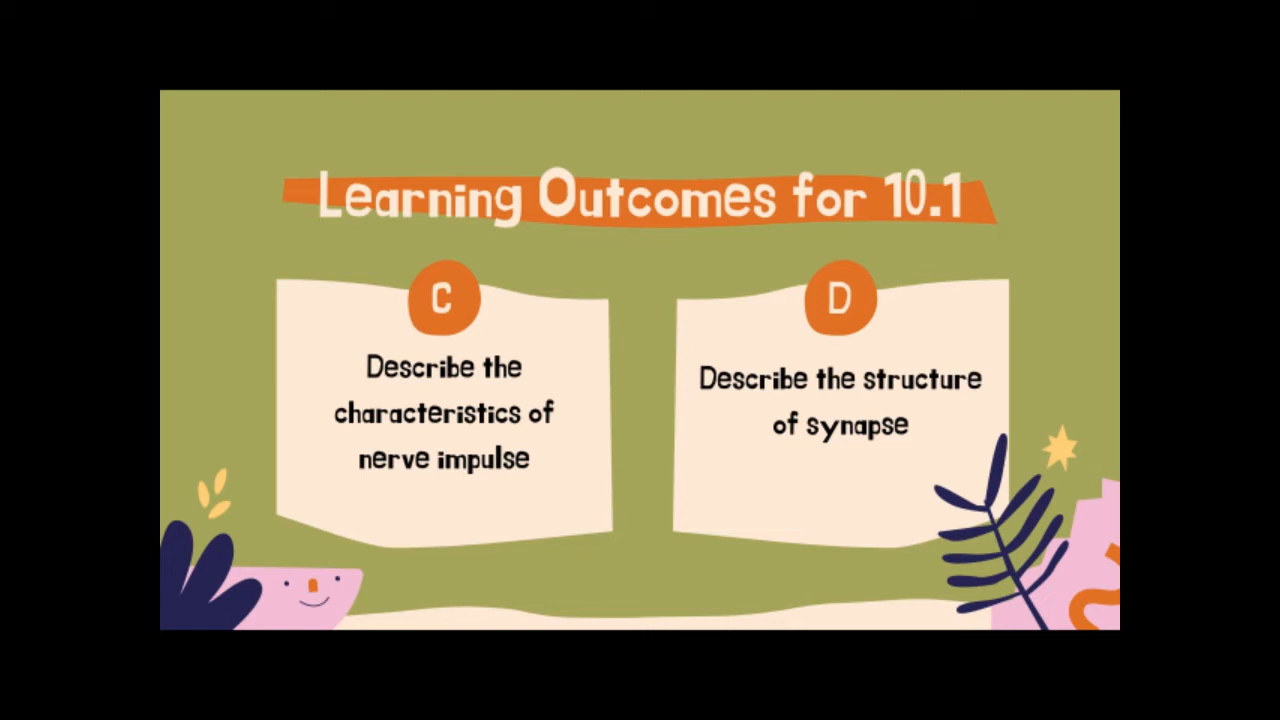 Learning Outcomes for 10.1
C
Describe the
characteristics of
nerve impulse
D
Describe the structure
of synapse